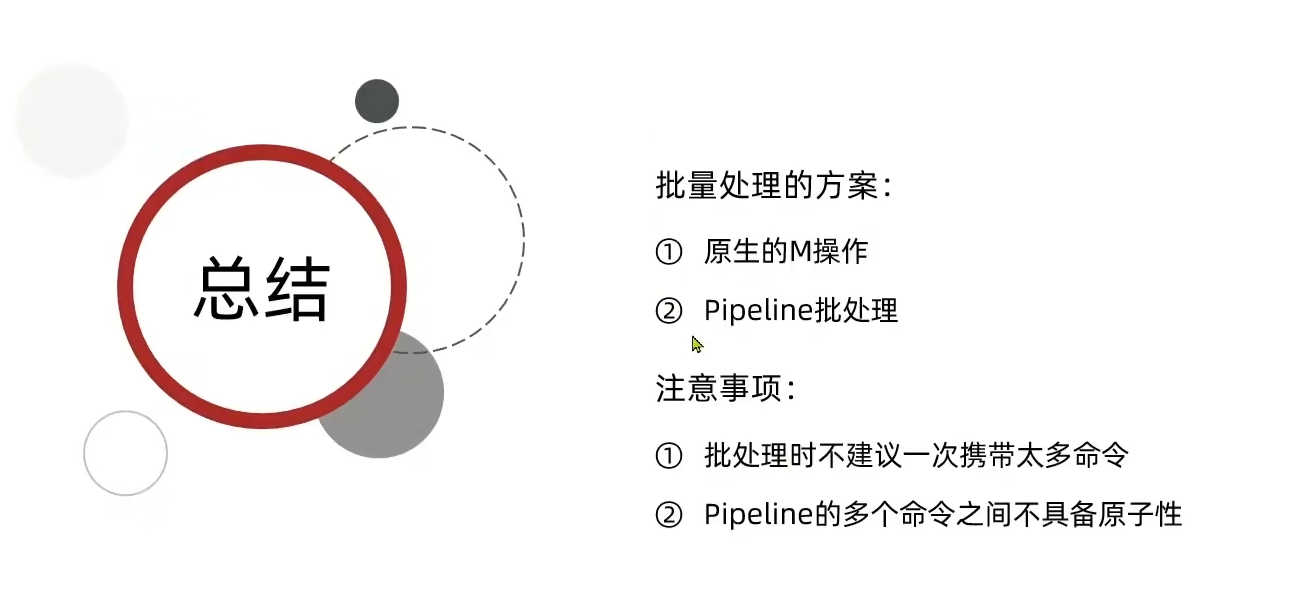 总结
批量处理的方案：
① 原生的M操作
② Pipeline批处理
注意事项：
① 批处理时不建议一次携带太多命令
② Pipeline的多个命令之间不具备原子性